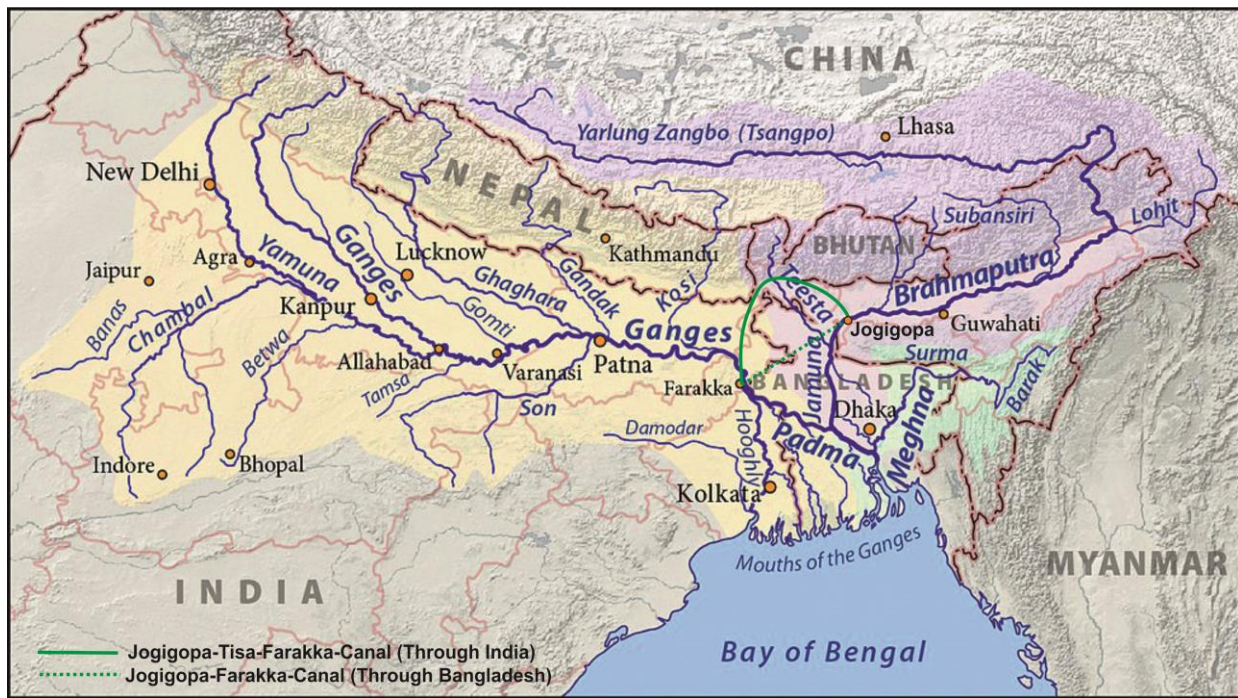 CHINA
Yarlung Zangbo (Tsangpo)
Lhasa
New Delhi
NEPAL
Subansiri
Lohit
BHUTAN
Kathmandu
Agra
Yamuna
Ganges
Lucknow
Jaipur
Ghaghara
Gandak
Kosi
Teesta
Brahmaputra
Banas
Chambal
Kanpur
Gomti
Ganges
Jogigopa
Guwahati
Betwa
Allahabad
Varanasi
Patna
Surma
Tamsa
Farakka
BANGLADESH
Jamuna
Barak
Son
Dhaka
Meghna
Damodar
Hooghly
Padma
Indore
Bhopal
Kolkata
Mouths of the Ganges
MYANMAR
INDIA
Bay of Bengal
Jogigopa-Tisa-Farakka-Canal (Through India)
Jogigopa-Farakka-Canal (Through Bangladesh)